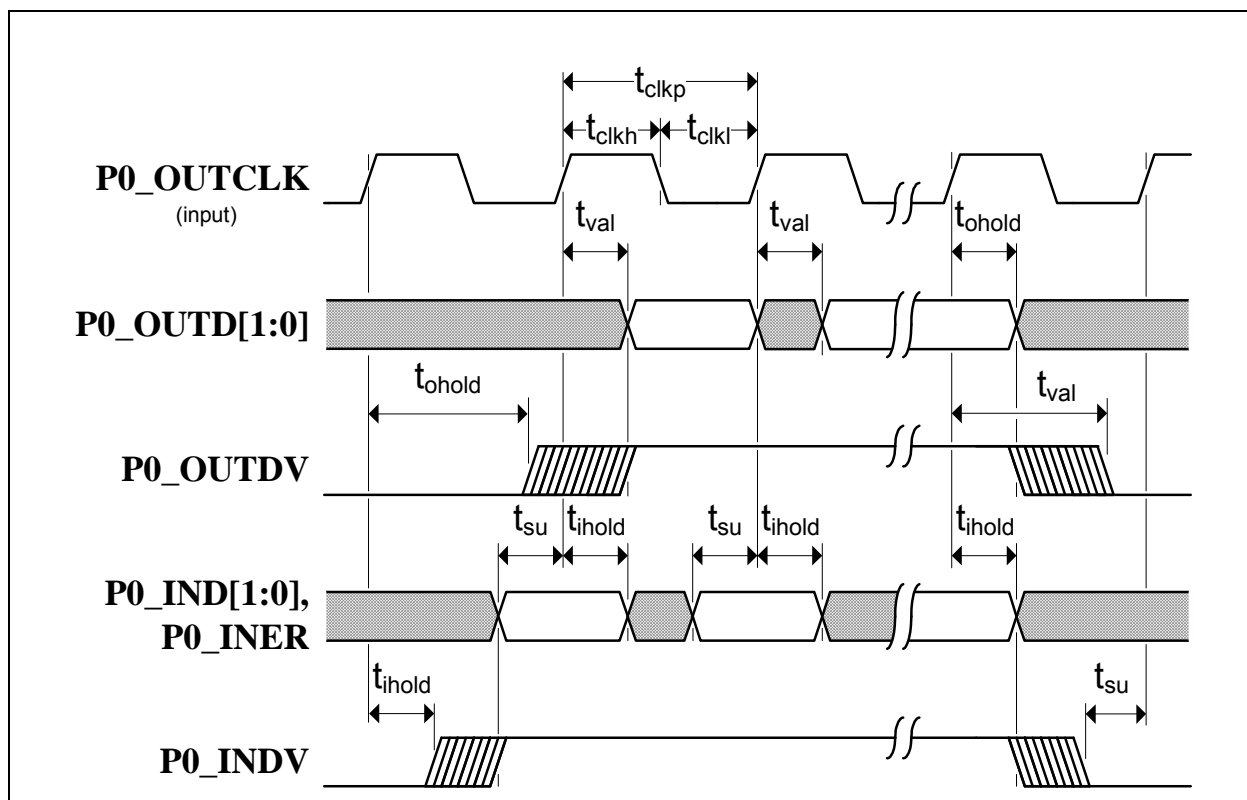 tclkp
tclkh tclkl
P0_OUTCLK
(input)
tval tval tohold
P0_OUTD[1:0]
tohold tval
P0_OUTDV
tsu tihold tsu tihold tihold
P0_IND[1:0],
P0_INER
tihold tsu
P0_INDV